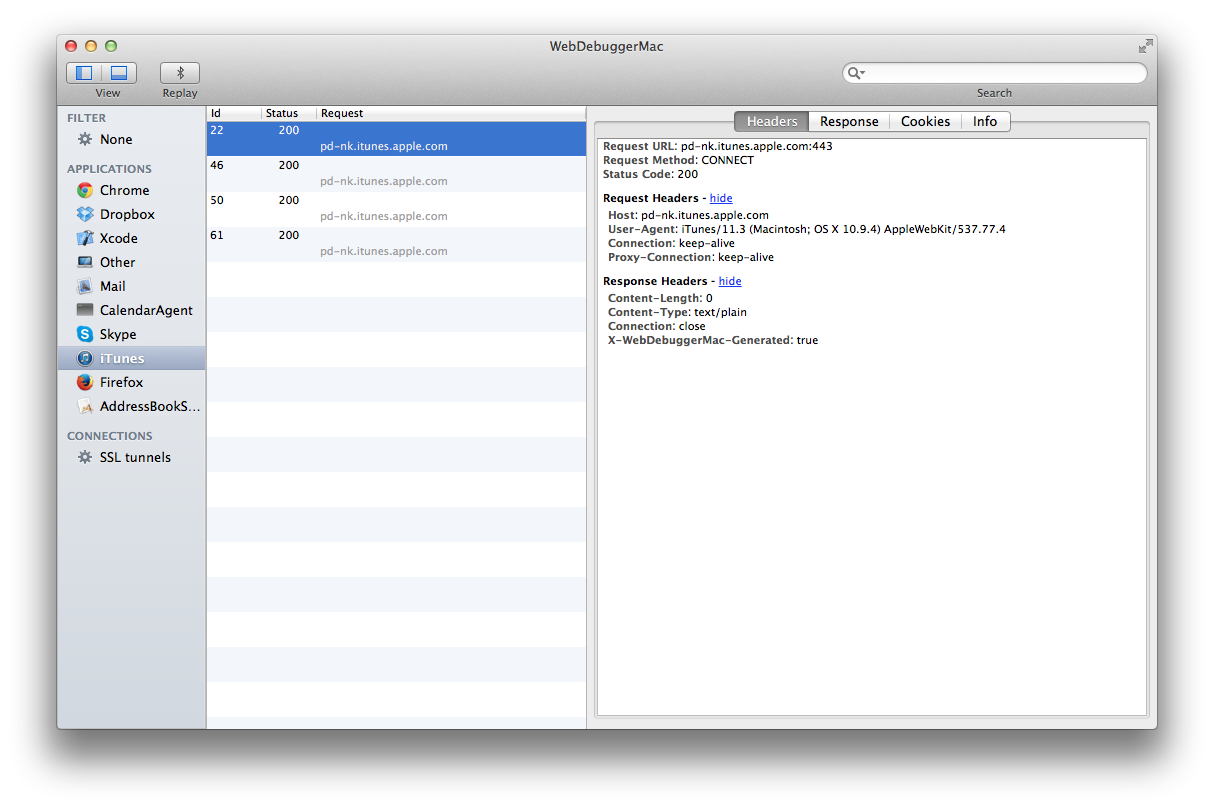 WebDebuggerMac
View
Replay
Search
FILTER
None
APPLICATIONS
Chrome
Dropbox
Xcode
Other
Mail
CalendarAgent
Skype
iTunes
Firefox
AddressBookS...
CONNECTIONS
SSL tunnels
Id Status Request
22 200
pd-nk.itunes.apple.com
46 200
pd-nk.itunes.apple.com
50 200
pd-nk.itunes.apple.com
61 200
pd-nk.itunes.apple.com
Headers Response Cookies Info
Request URL: pd-nk.itunes.apple.com:443
Request Method: CONNECT
Status Code: 200
Request Headers - hide
Host: pd-nk.itunes.apple.com
User-Agent: iTunes/11.3 (Macintosh; OS X 10.9.4) AppleWebKit/537.77.4
Connection: keep-alive
Proxy-Connection: keep-alive
Response Headers - hide
Content-Length: 0
Content-Type: text/plain
Connection: close
X-WebDebuggerMac-Generated: true